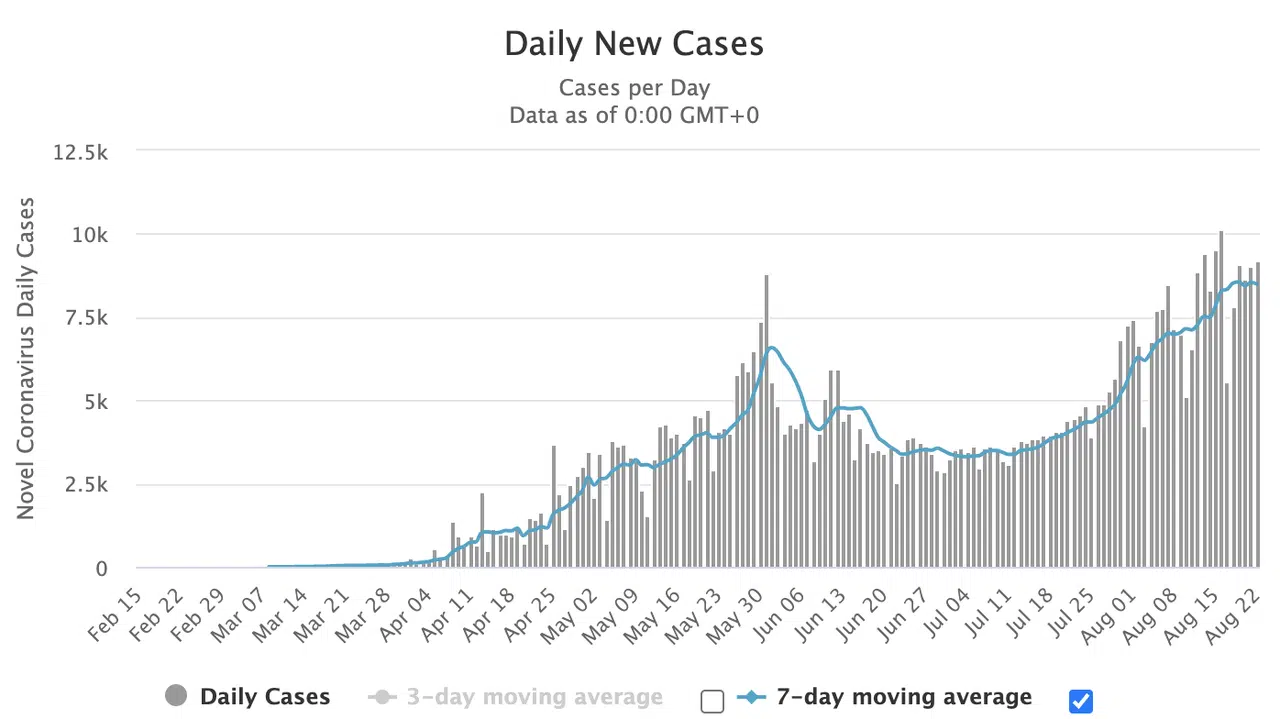 Daily New Cases
Cases per Day
Data as of 0:00 GMT+0
Novel Coronavirus Daily Cases
12.5k
10k
7.5k
5k
2.5k
0
Feb 15
Feb 22
Feb 29
Mar 07
Mar 14
Mar 21
Mar 28
Apr 04
Apr 11
Apr 18
Apr 25
May 02
May 09
May 16
May 23
May 30
Jun 06
Jun 13
Jun 20
Jun 27
Jul 04
Jul 11
Jul 18
Jul 25
Aug 01
Aug 08
Aug 15
Aug 22
Daily Cases
3-day moving average
7-day moving average